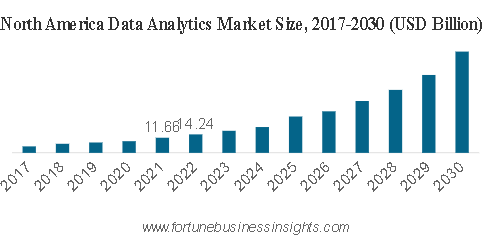 North America Data Analytics Market Size, 2017-2030 (USD Billion)
11.66 14.24
2017 2018 2019 2020 2021 2022 2023 2024 2025 2026 2027 2028 2029 2030
www.fortunebusinessinsights.com